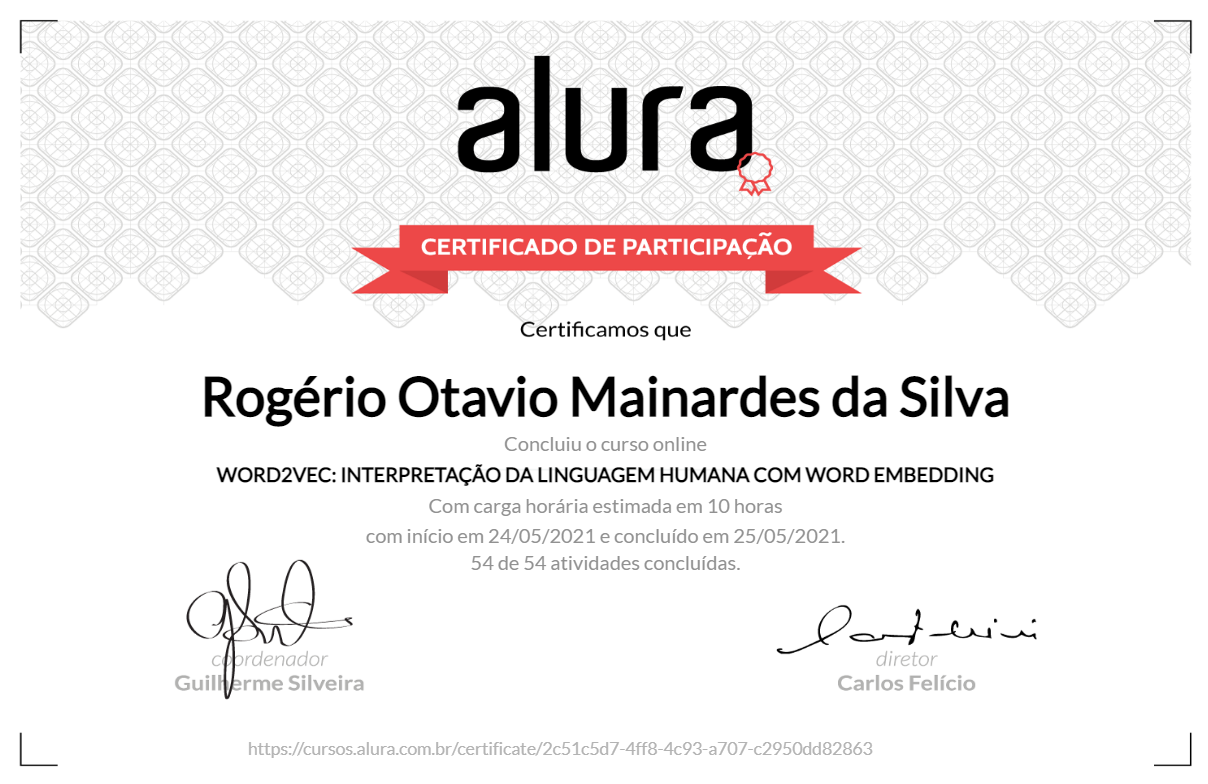 alura
CERTIFICADO DE PARTICIPAÇÃO
Certificamos que
Rogério Otavio Mainardes da Silva
Concluiu o curso online
WORD2VEC: INTERPRETAÇÃO DA LINGUAGEM HUMANA COM WORD EMBEDDING
Com carga horária estimada em 10 horas
com início em 24/05/2021 e concluído em 25/05/2021.
54 de 54 atividades concluídas.
coordenador
Guilherme Silveira
diretor
Carlos Felício
https://cursos.alura.com.br/certificate/2c51c5d7-4ff8-4c93-a707-c2950dd82863